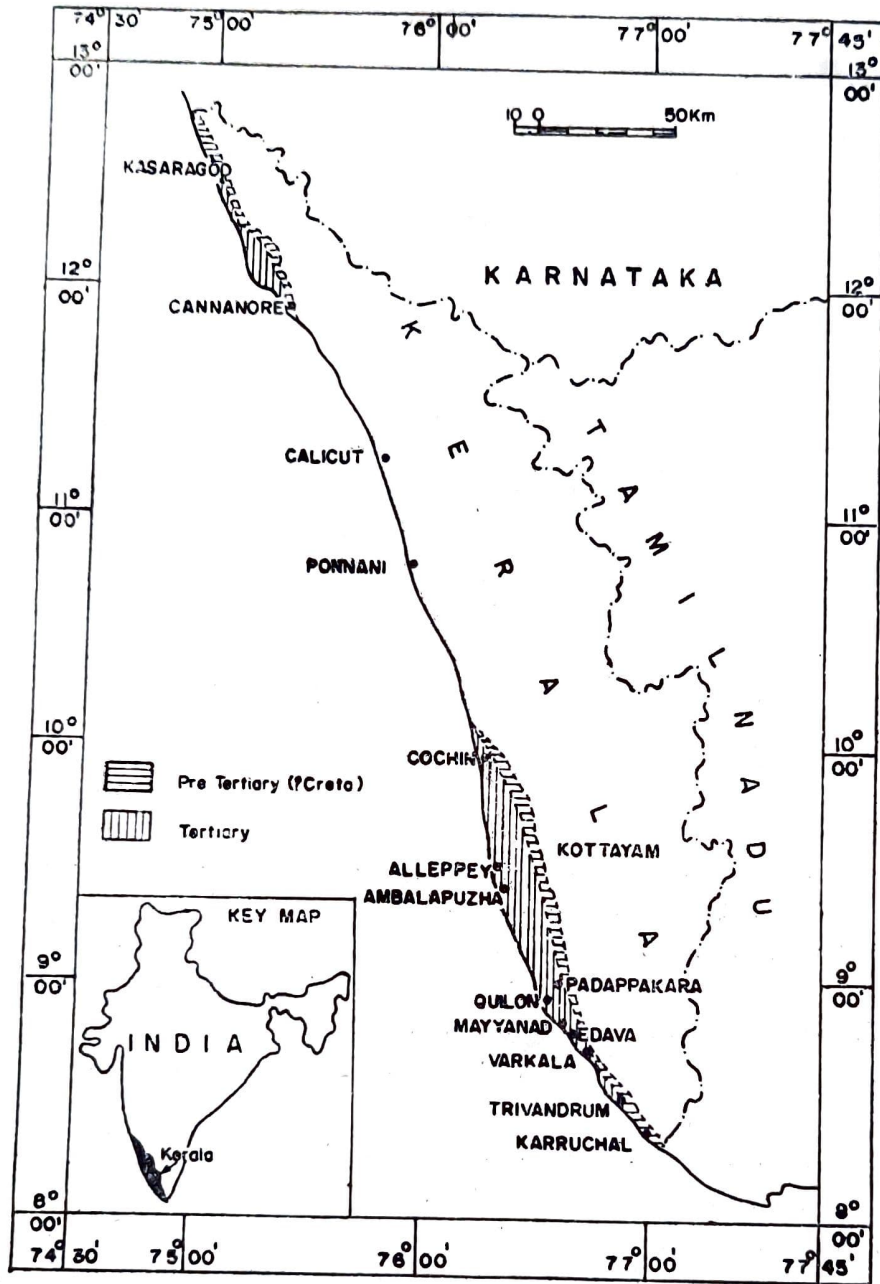 74° 30' 75° 00' 76° 00' 77° 00' 77° 45'
13° 00' 13° 00'
10 0 50Km
KASARAGOD
KARNATAKA
12° 00' 12° 00'
CANNANORE
KERALA
TAMIL NADU
CALICUT
11° 00' 11° 00'
PONNANI
10° 00' 10° 00'
COCHIN
Pre Tertiary (?Creta)
Tertiary
KOTTAYAM
ALLEPPEY
AMBALAPUZHA
KEY MAP
9° 00' 9° 00'
PADAPPAKARA
QUILON
MAYYANAD
EDAVA
INDIA
VARKALA
TRIVANDRUM
KARRUCHAL
Kerala
8° 00' 8° 00'
74° 30' 75° 00' 76° 00' 77° 00' 77° 45'